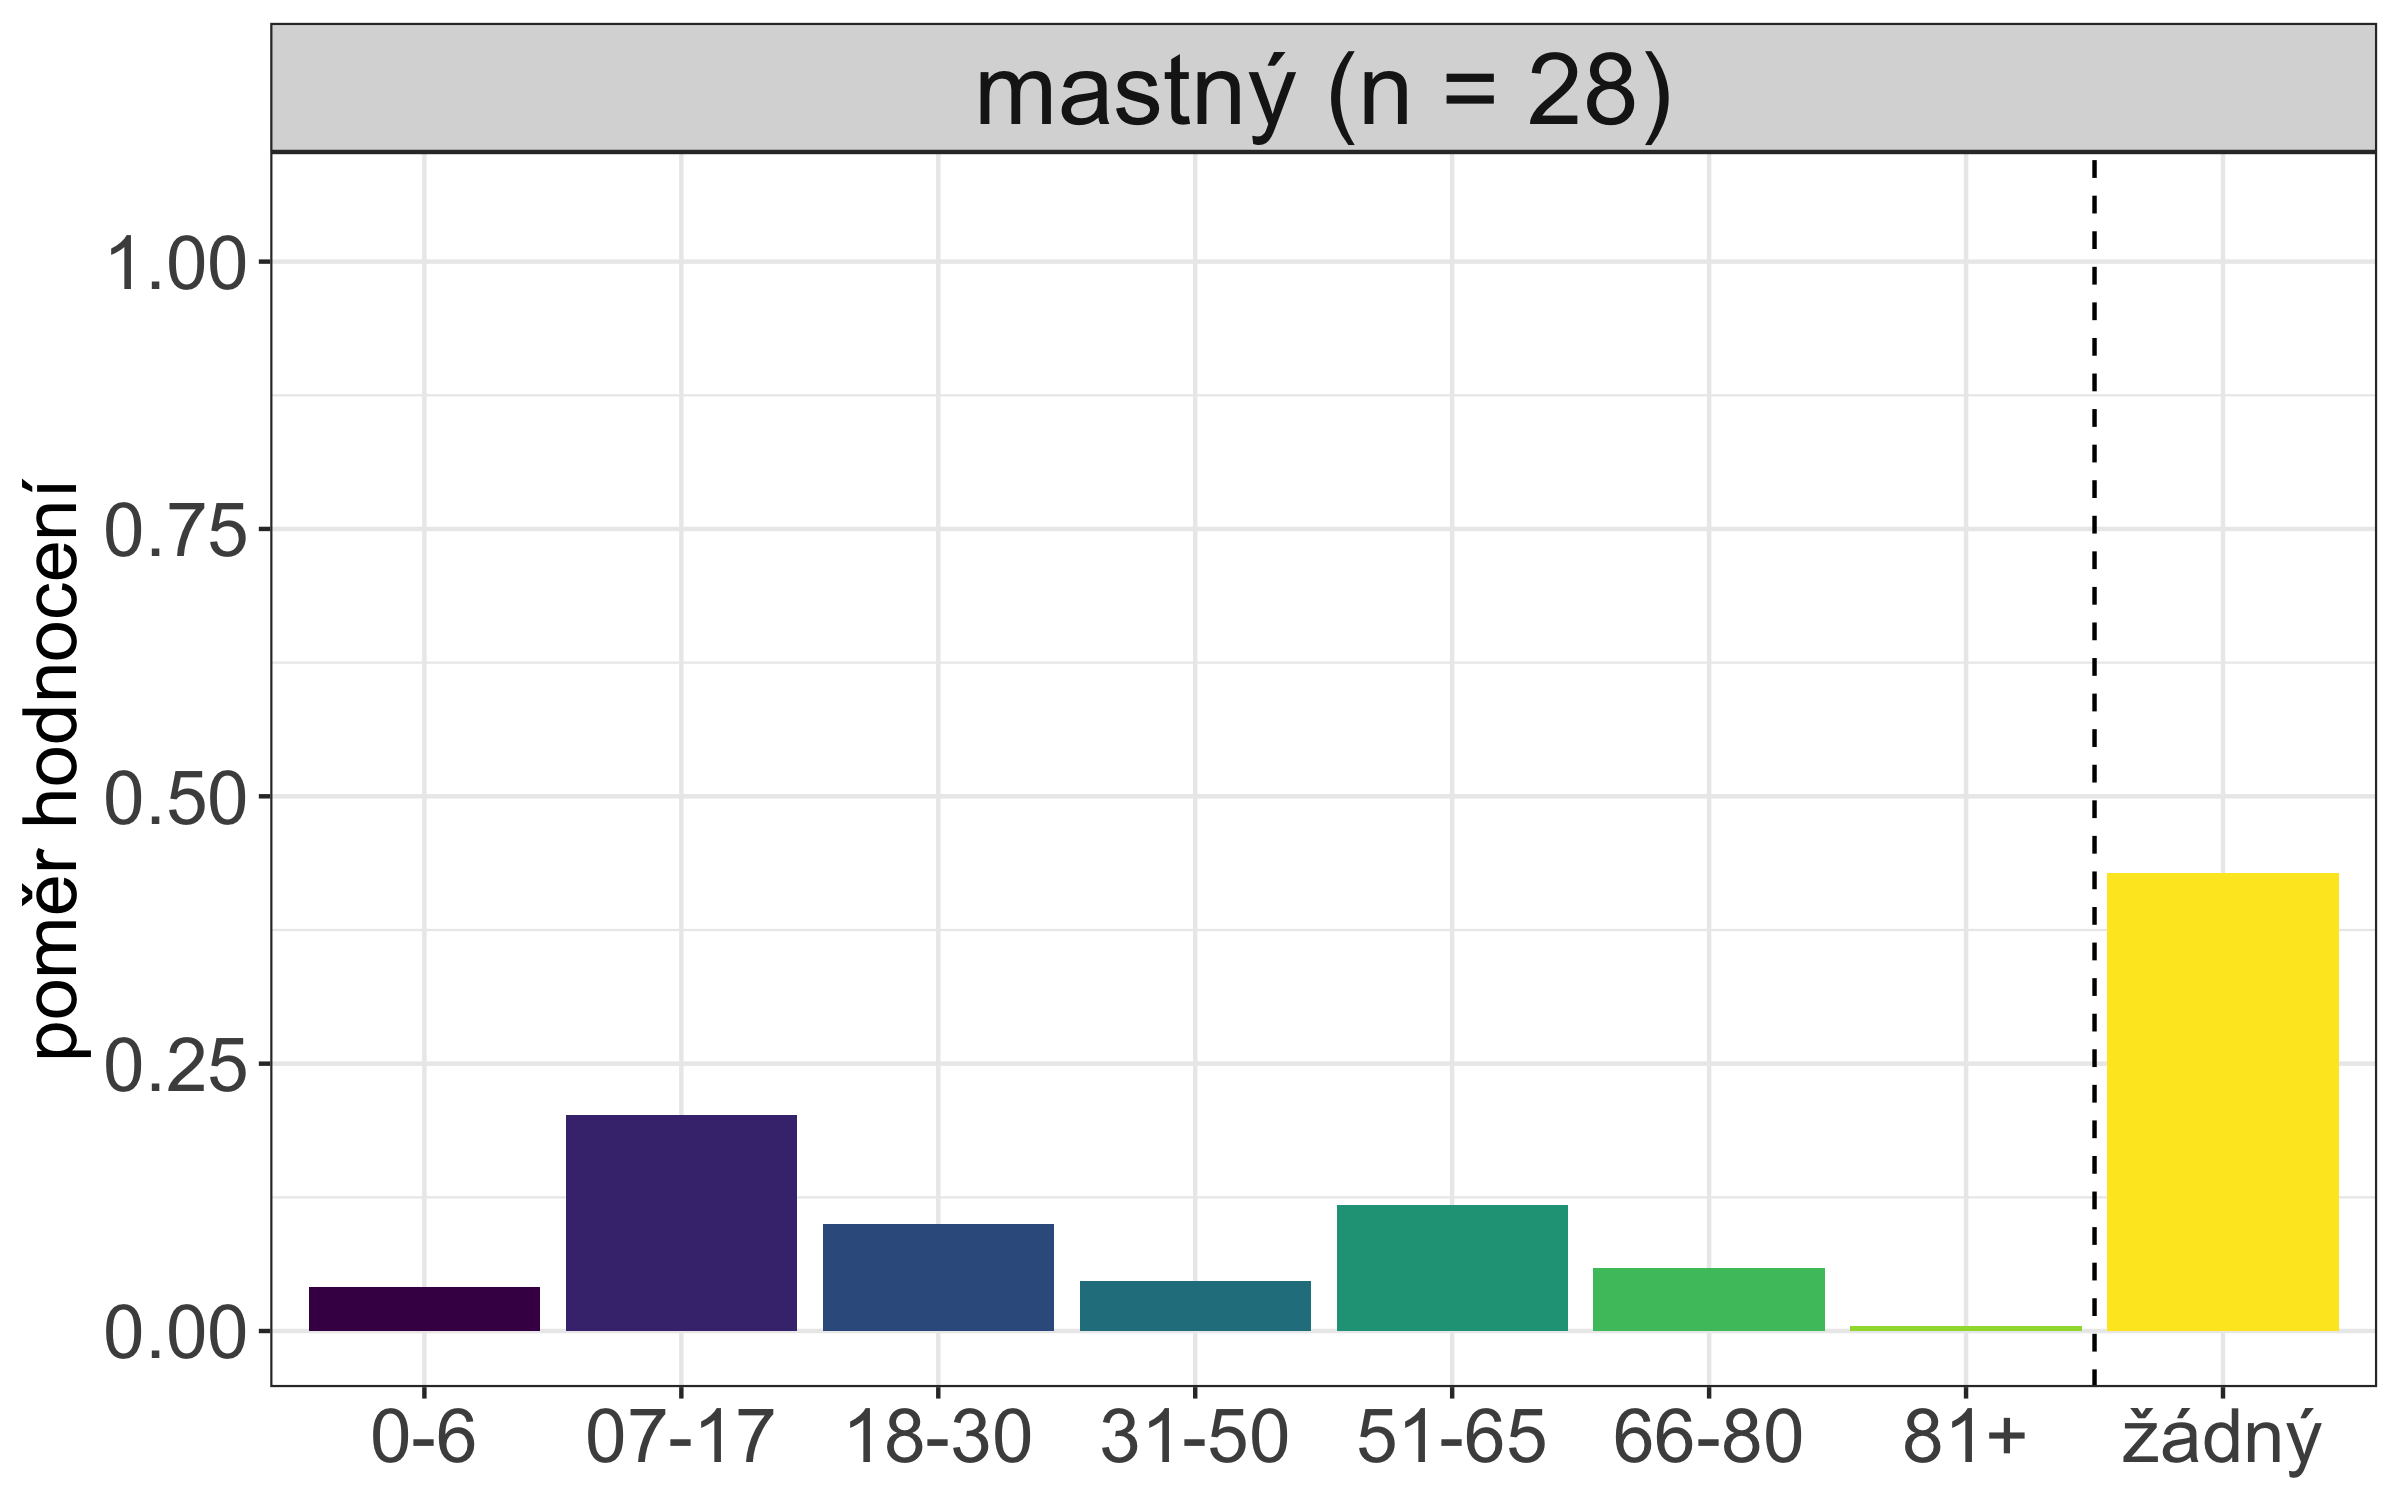 mastný (n = 28)
poměr hodnocení
1.00
0.75
0.50
0.25
0.00
0-6 07-17 18-30 31-50 51-65 66-80 81+ žádný